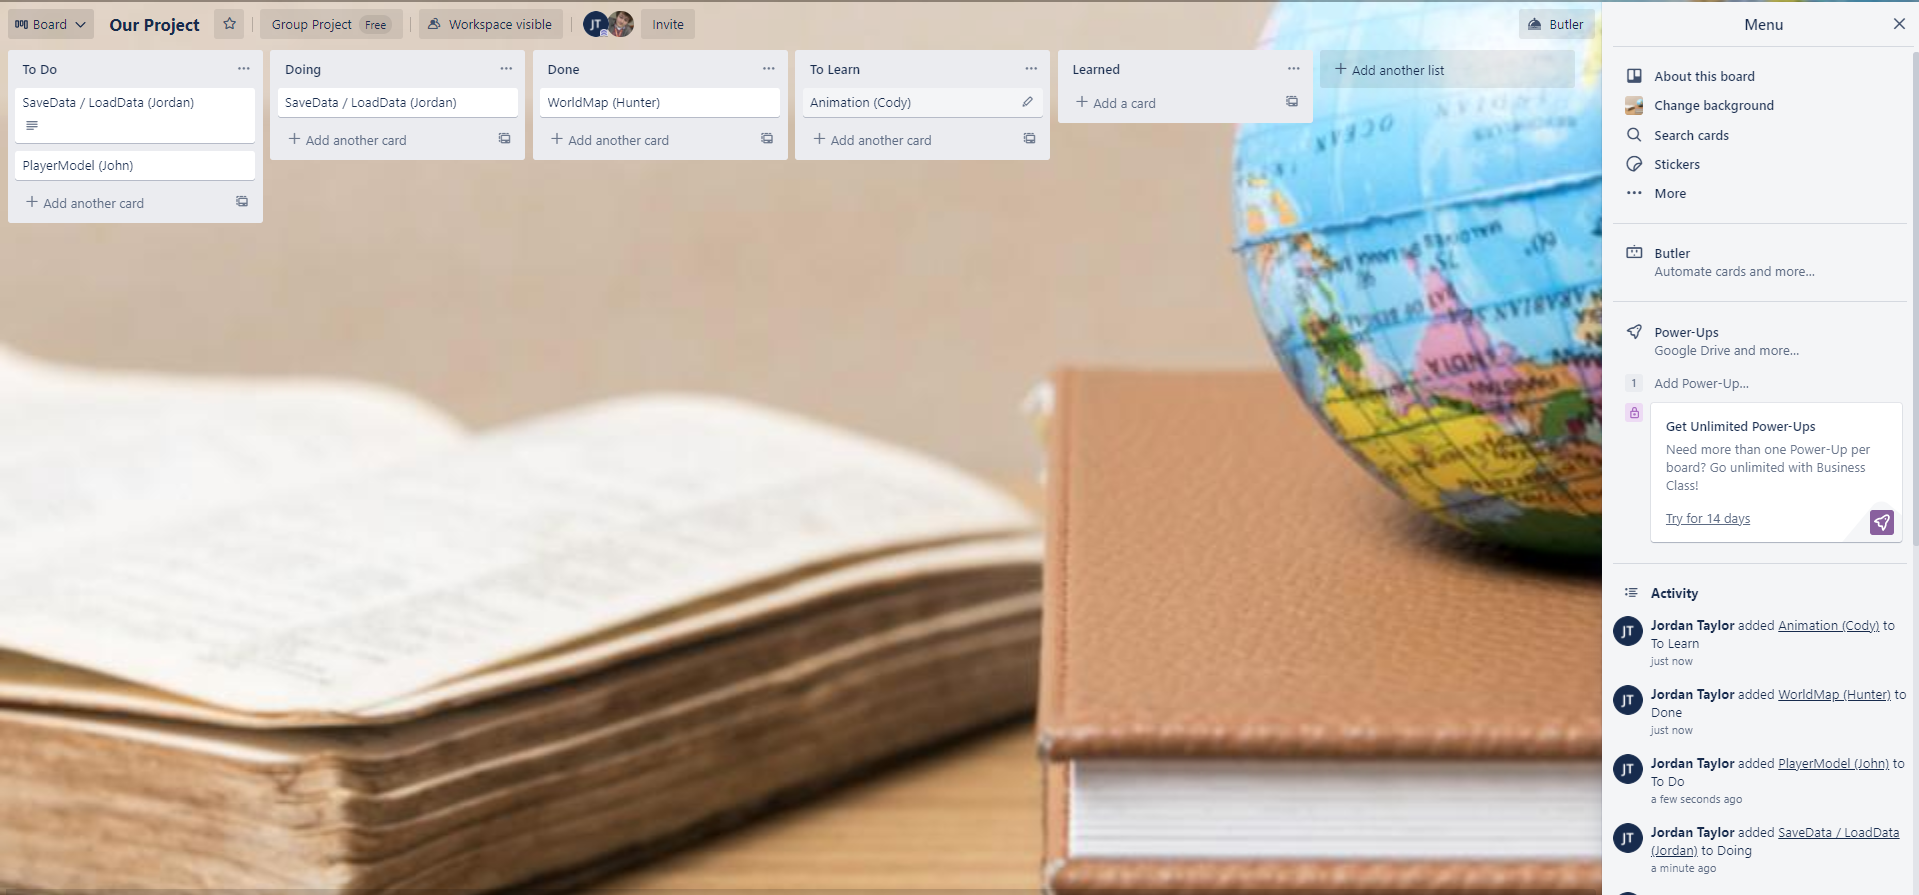 Board
Our Project
Group Project Free
Workspace visible
JT
Invite
Butler
To Do
SaveData / LoadData (Jordan)
PlayerModel (John)
Add another card
Doing
SaveData / LoadData (Jordan)
Add another card
Done
WorldMap (Hunter)
Add another card
To Learn
Animation (Cody)
Add another card
Learned
Add a card
Add another list
OCEAN
INDIA
PAKISTAN
ARABIAN SEA
Menu
About this board
Change background
Search cards
Stickers
More
Butler
Automate cards and more...
Power-Ups
Google Drive and more...
1 Add Power-Up...
Get Unlimited Power-Ups
Need more than one Power-Up per
board? Go unlimited with Business
Class!
Try for 14 days
Activity
JT Jordan Taylor added Animation (Cody) to
To Learn
just now
JT Jordan Taylor added WorldMap (Hunter) to
Done
just now
JT Jordan Taylor added PlayerModel (John) to
To Do
a few seconds ago
JT Jordan Taylor added SaveData / LoadData
(Jordan) to Doing
a minute ago